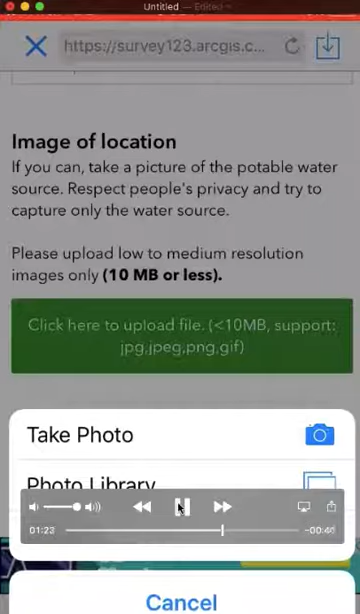 Untitled — Edited
https://survey123.arcgis.c...
Image of location
If you can, take a picture of the potable water
source. Respect people's privacy and try to
capture only the water source.
Please upload low to medium resolution
images only (10 MB or less).
Click here to upload file. (<10MB, support:
jpg,jpeg,png,gif)
Take Photo
Photo Library
01:23
-00:46
Cancel